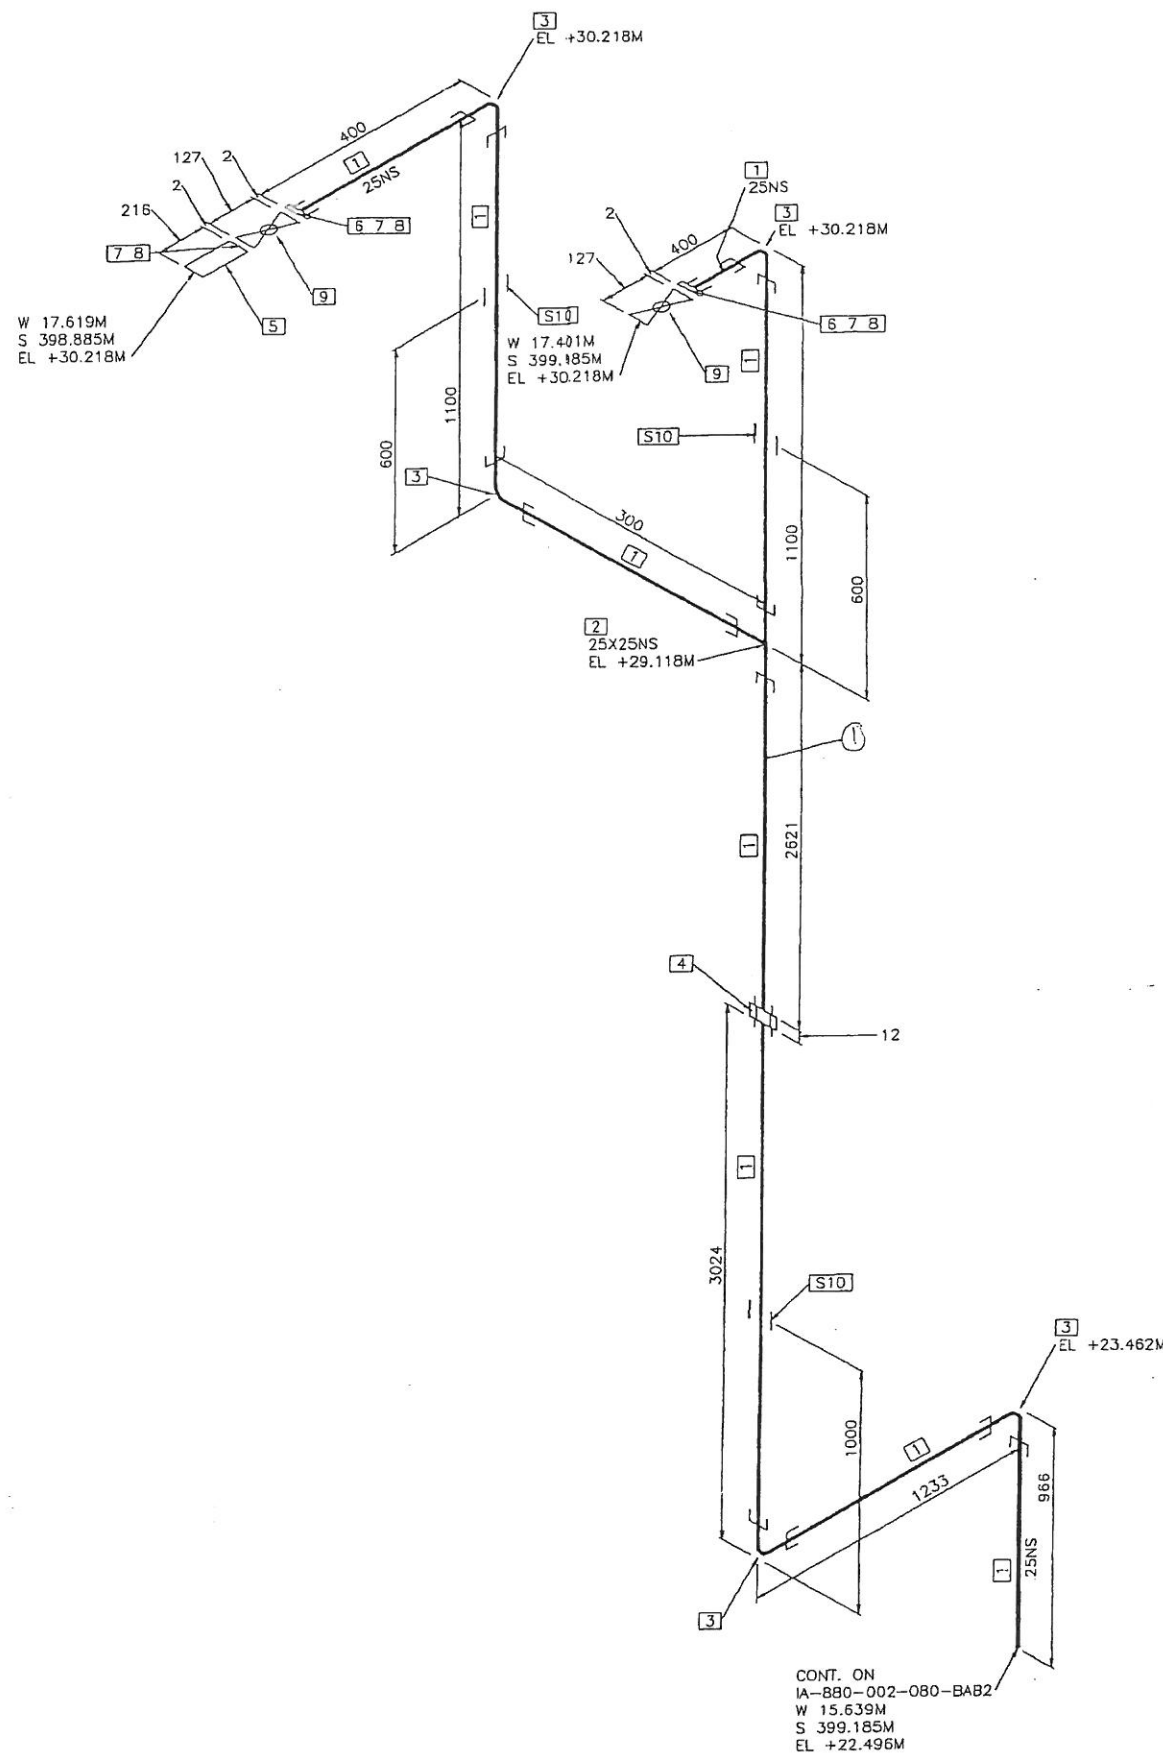 3
EL +30.218M
400
127
2
1
25NS
2
216
6 7 8
7 8
9
5
W 17.619M
S 398.885M
EL +30.218M
1
S10
600
1100
3
300
1
1
25NS
3
EL +30.218M
2
400
127
6 7 8
9
W 17.401M
S 399.185M
EL +30.218M
1
S10
1100
600
2
25X25NS
EL +29.118M
1
1
2621
4
12
1
3024
S10
1000
3
EL +23.462M
1
1233
966
25NS
1
3
CONT. ON
IA-880-002-080-BAB2
W 15.639M
S 399.185M
EL +22.496M